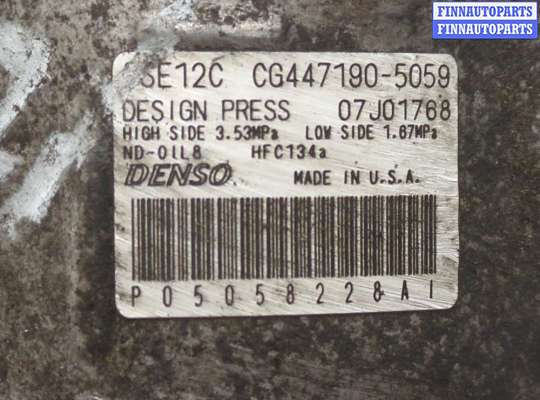 FINNAUTOPARTS
FINNAUTOPARTS
SE12C CG447190-5059
DESIGN PRESS 07J01768
HIGH SIDE 3.53MPa LOW SIDE 1.67MPa
ND-OIL8 HFC134a
DENSO MADE IN U.S.A.
P05058228AI